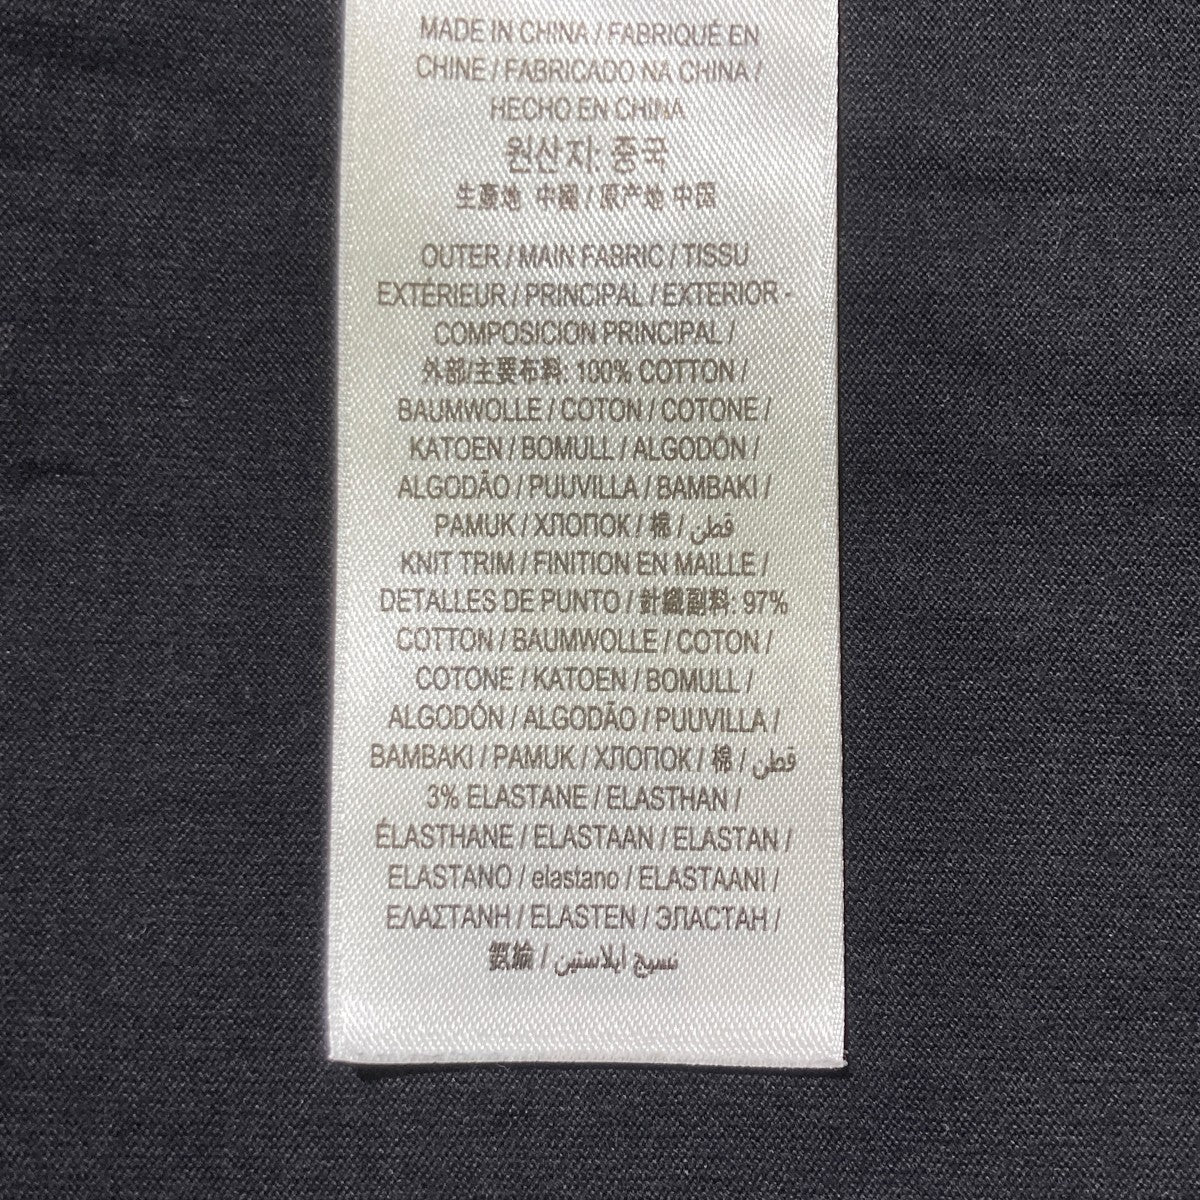 MADE IN CHINA / FABRIQUÉ EN
CHINE / FABRICADO NA CHINA /
HECHO EN CHINA
원산지: 중국
生產地 中國 / 原产地 中国
OUTER / MAIN FABRIC / TISSU
EXTÉRIEUR / PRINCIPAL / EXTERIOR -
COMPOSICION PRINCIPAL /
外部/主要布料: 100% COTTON /
BAUMWOLLE / COTON / COTONE /
KATOEN / BOMULL / ALGODÓN /
ALGODÃO / PUUVILLA / BAMBAKI /
PAMUK / ХЛОПОК / 棉 / قطن
KNIT TRIM / FINITION EN MAILLE /
DETALLES DE PUNTO / 針織副料: 97%
COTTON / BAUMWOLLE / COTON /
COTONE / KATOEN / BOMULL /
ALGODÓN / ALGODÃO / PUUVILLA /
BAMBAKI / PAMUK / ХЛОПОК / 棉 / قطن
3% ELASTANE / ELASTHAN /
ÉLASTHANE / ELASTAAN / ELASTAN /
ELASTANO / elastano / ELASTAANI /
ΕΛΑΣΤΑΝΗ / ELASTEN / ЭЛАСТАН /
氨綸 / نسيج ايلاستين